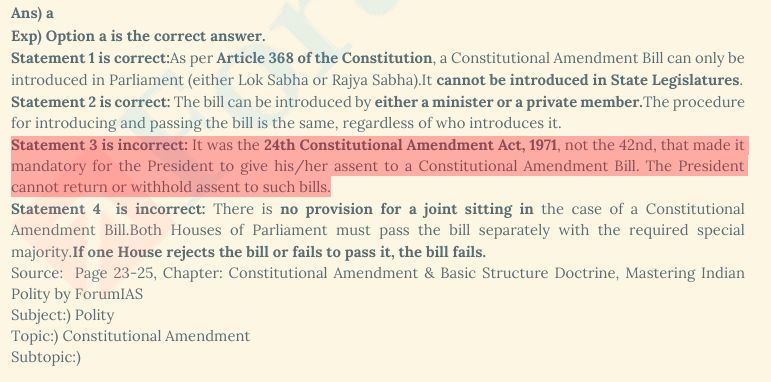 Ans) a
Exp) Option a is the correct answer.
Statement 1 is correct:As per Article 368 of the Constitution, a Constitutional Amendment Bill can only be
introduced in Parliament (either Lok Sabha or Rajya Sabha).It cannot be introduced in State Legislatures.
Statement 2 is correct: The bill can be introduced by either a minister or a private member.The procedure
for introducing and passing the bill is the same, regardless of who introduces it.
Statement 3 is incorrect: It was the 24th Constitutional Amendment Act, 1971, not the 42nd, that made it
mandatory for the President to give his/her assent to a Constitutional Amendment Bill. The President
cannot return or withhold assent to such bills.
Statement 4 is incorrect: There is no provision for a joint sitting in the case of a Constitutional
Amendment Bill.Both Houses of Parliament must pass the bill separately with the required special
majority.If one House rejects the bill or fails to pass it, the bill fails.
Source: Page 23-25, Chapter: Constitutional Amendment & Basic Structure Doctrine, Mastering Indian
Polity by ForumIAS
Subject:) Polity
Topic:) Constitutional Amendment
Subtopic:)